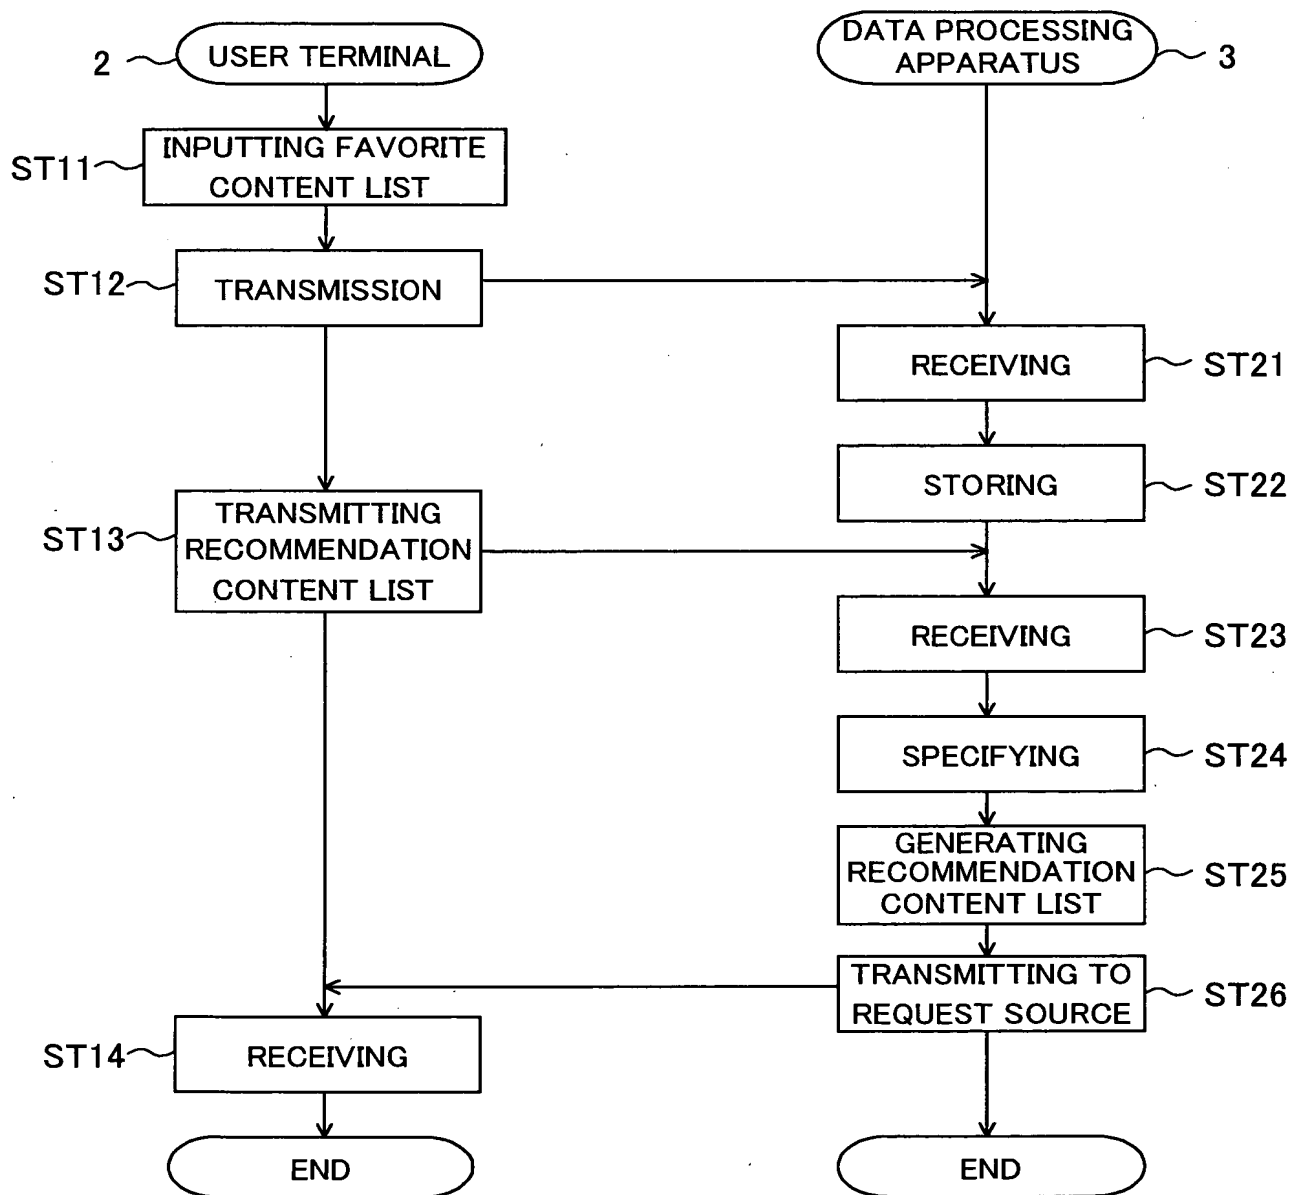 2
USER TERMINAL
DATA PROCESSING
APPARATUS
3
ST11
INPUTTING FAVORITE
CONTENT LIST
ST12
TRANSMISSION
RECEIVING
ST21
STORING
ST22
ST13
TRANSMITTING
RECOMMENDATION
CONTENT LIST
RECEIVING
ST23
SPECIFYING
ST24
GENERATING
RECOMMENDATION
CONTENT LIST
ST25
TRANSMITTING TO
REQUEST SOURCE
ST26
ST14
RECEIVING
END
END